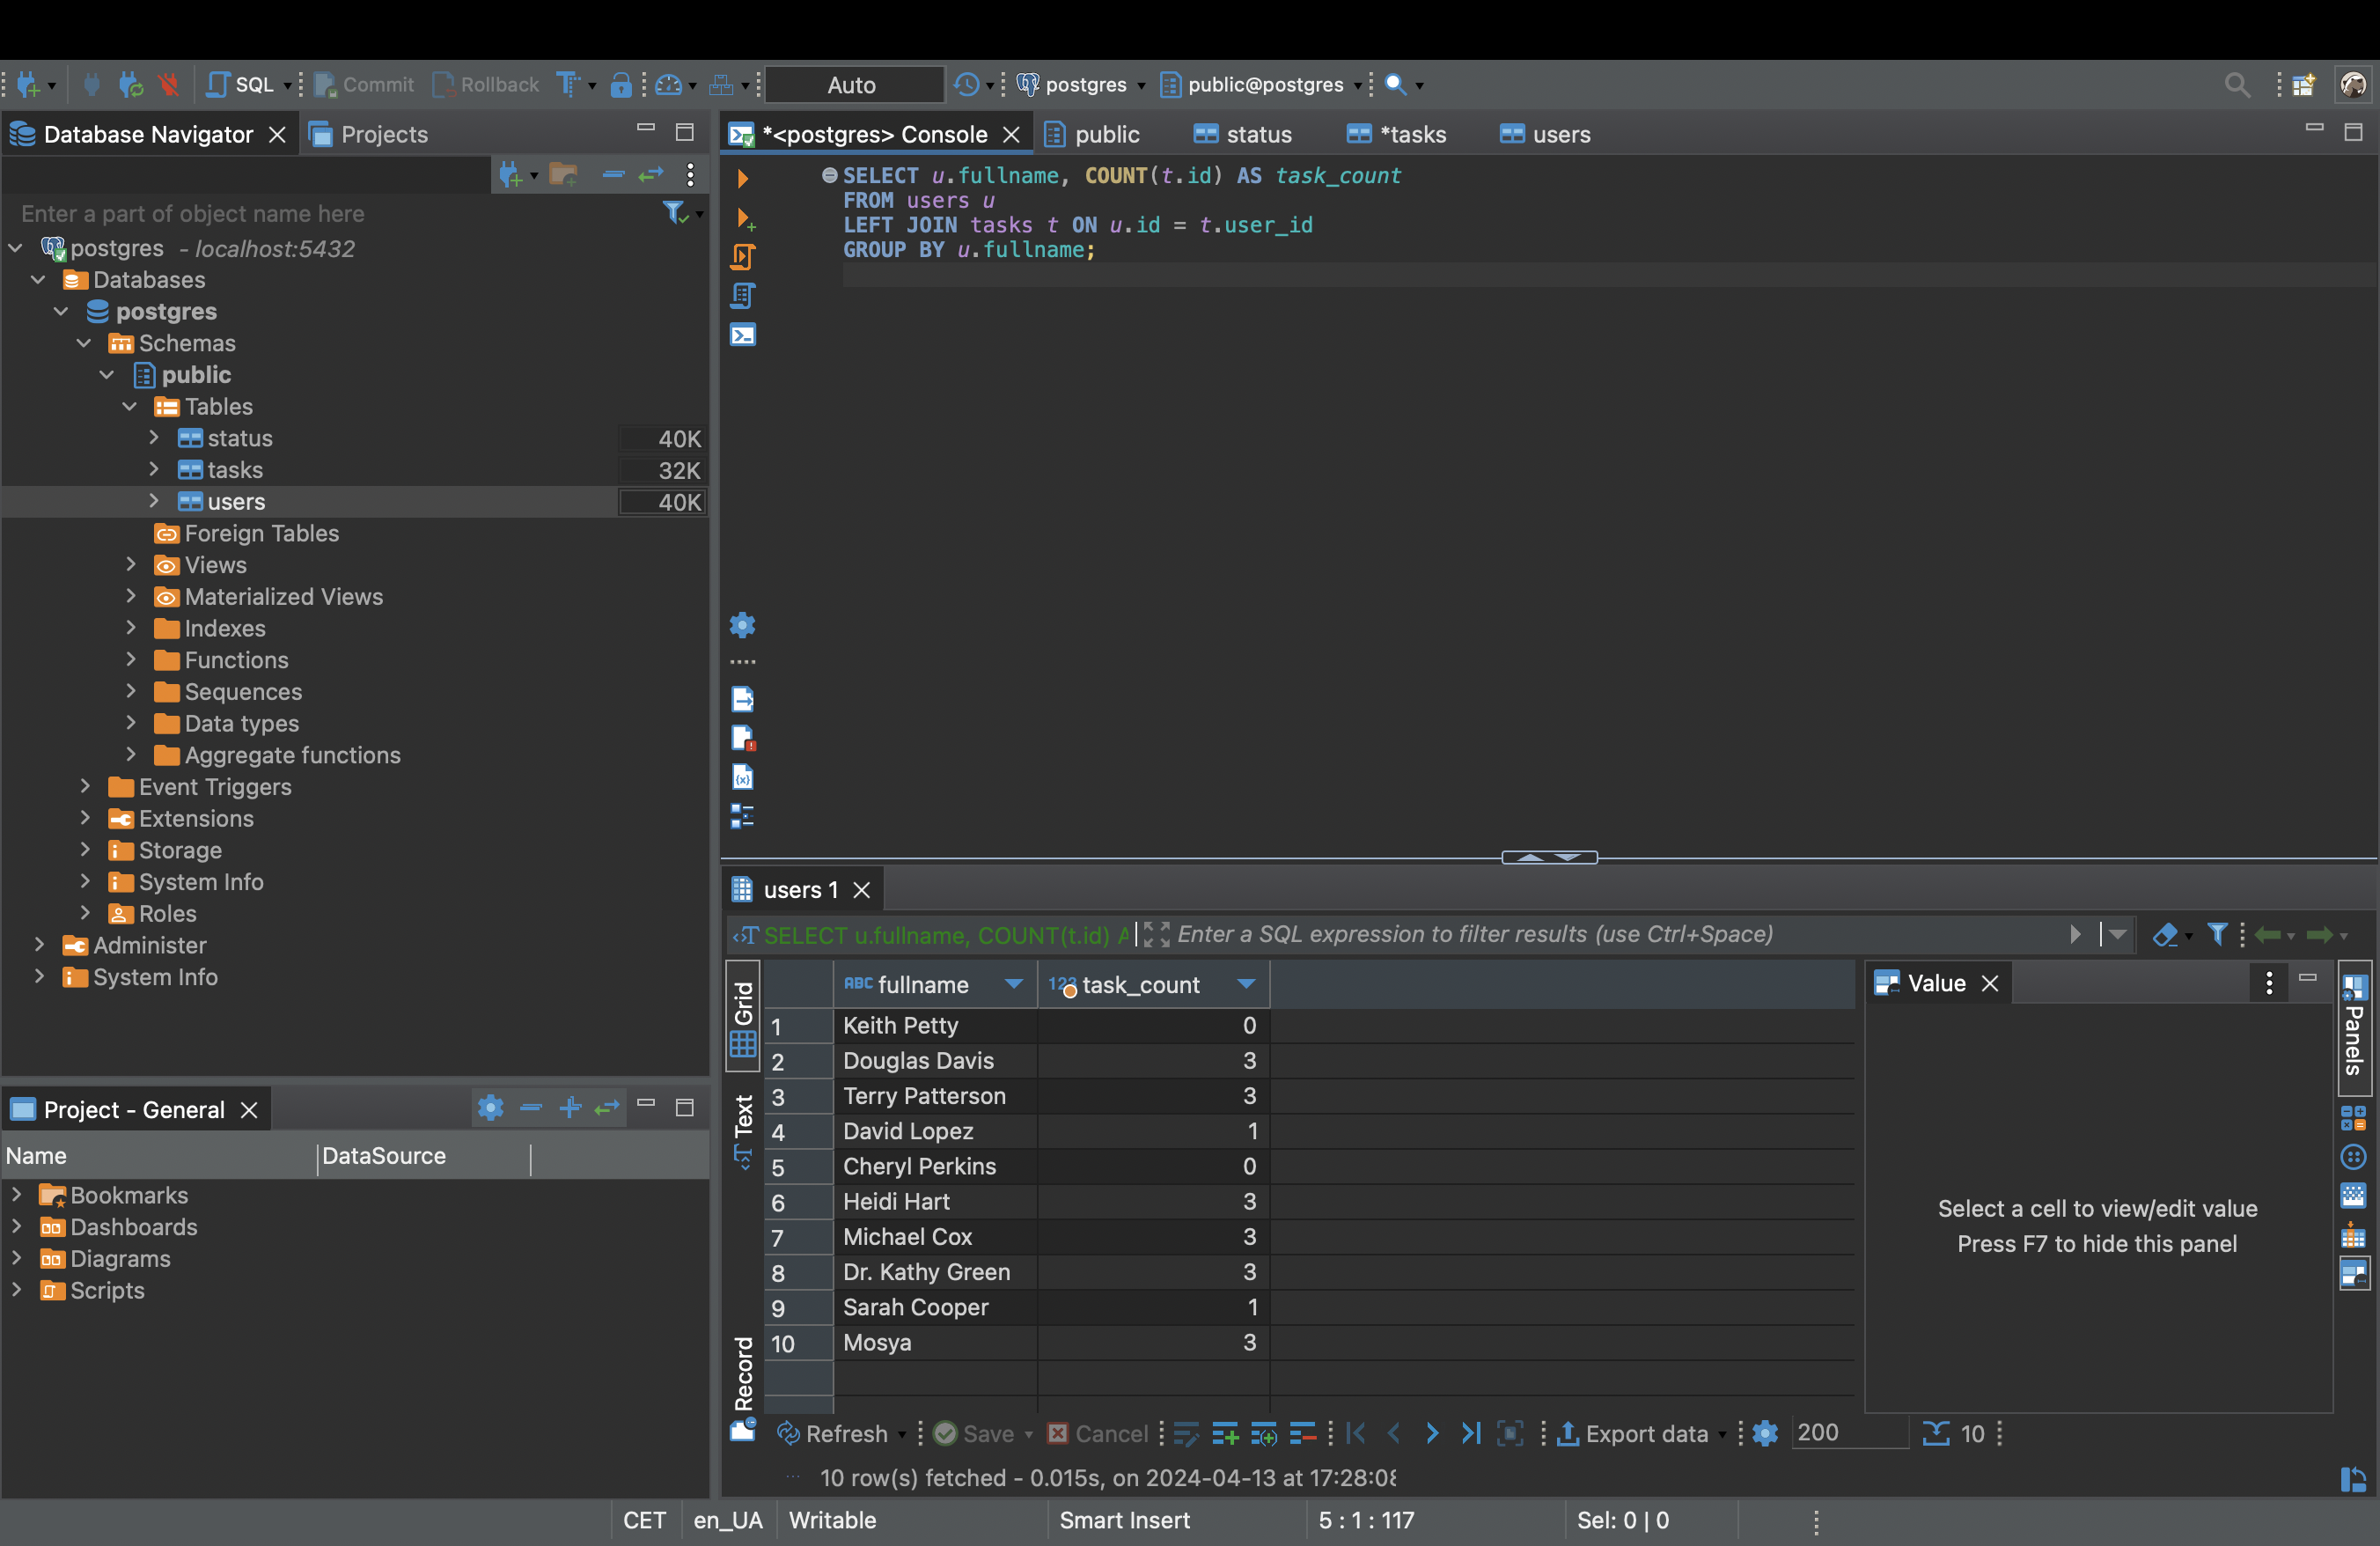 SQL
Commit
Rollback
Auto
postgres
public@postgres
Database Navigator
Projects
Enter a part of object name here
postgres - localhost:5432
Databases
postgres
Schemas
public
Tables
status 40K
tasks 32K
users 40K
Foreign Tables
Views
Materialized Views
Indexes
Functions
Sequences
Data types
Aggregate functions
Event Triggers
Extensions
Storage
System Info
Roles
Administer
System Info
Project - General
Name DataSource
Bookmarks
Dashboards
Diagrams
Scripts
*<postgres> Console
public
status
*tasks
users
SELECT u.fullname, COUNT(t.id) AS task_count
FROM users u
LEFT JOIN tasks t ON u.id = t.user_id
GROUP BY u.fullname;
users 1
SELECT u.fullname, COUNT(t.id) A
Enter a SQL expression to filter results (use Ctrl+Space)
Grid
Text
Record
ABC fullname 123 task_count
1 Keith Petty 0
2 Douglas Davis 3
3 Terry Patterson 3
4 David Lopez 1
5 Cheryl Perkins 0
6 Heidi Hart 3
7 Michael Cox 3
8 Dr. Kathy Green 3
9 Sarah Cooper 1
10 Mosya 3
Value
Select a cell to view/edit value
Press F7 to hide this panel
Panels
Refresh
Save
Cancel
Export data
200
10
10 row(s) fetched - 0.015s, on 2024-04-13 at 17:28:08
CET
en_UA
Writable
Smart Insert
5 : 1 : 117
Sel: 0 | 0